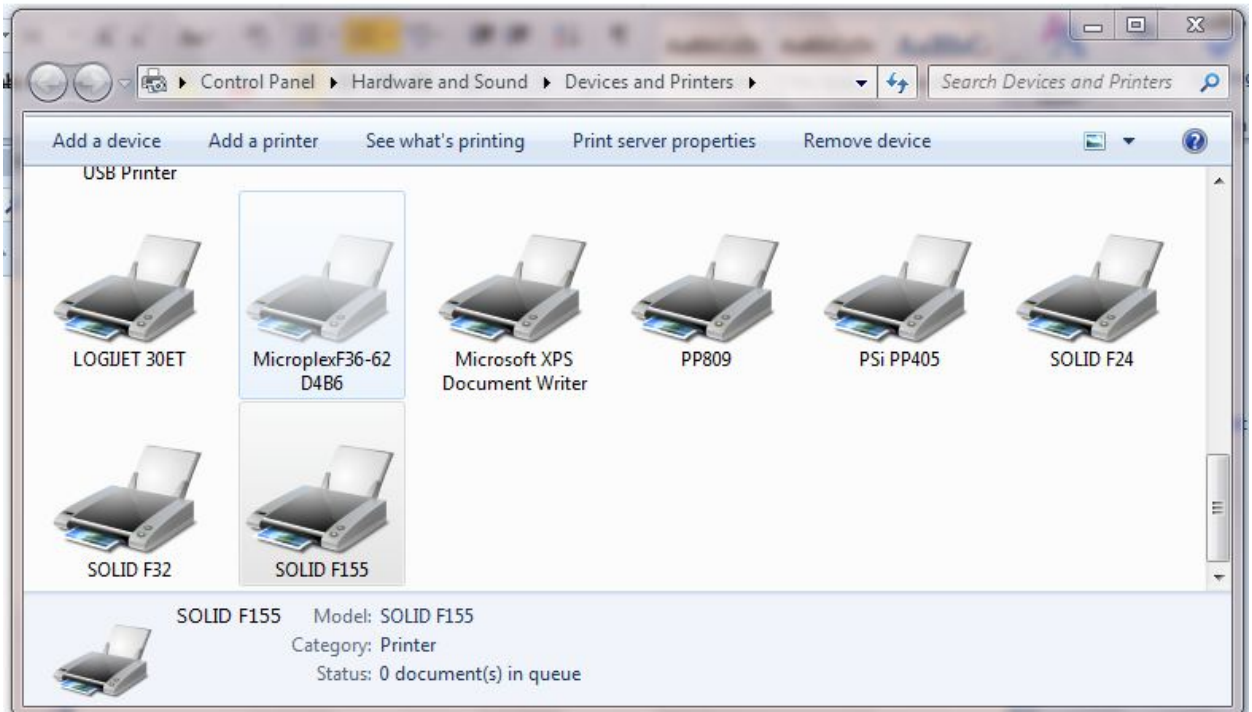 Control Panel ▸ Hardware and Sound ▸ Devices and Printers ▸ Search Devices and Printers
Add a device Add a printer See what's printing Print server properties Remove device
USB Printer
LOGIJET 30ET MicroplexF36-62 Microsoft XPS PP809 PSi PP405 SOLID F24
D4B6 Document Writer
SOLID F32 SOLID F155
SOLID F155 Model: SOLID F155
Category: Printer
Status: 0 document(s) in queue